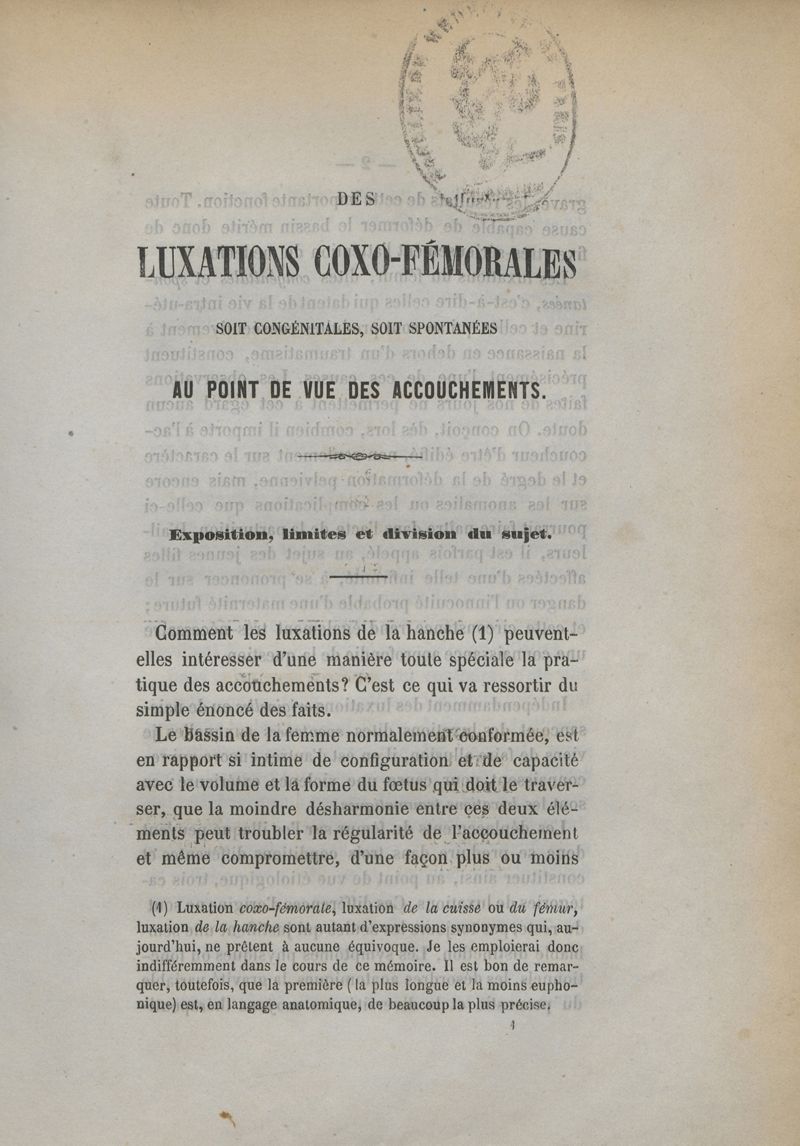 DES
LUXATIONS COXO-FÉMORALES
SOIT CONGÉNITALES, SOIT SPONTANÉES
AU POINT DE VUE DES ACCOUCHEMENTS.
Exposition, limites et division du sujet.
Comment les luxations de la hanche (1) peuvent-
elles intéresser d'une manière toute spéciale la pra-
tique des accouchements? C'est ce qui va ressortir du
simple énoncé des faits.
Le bassin de la femme normalement conformée, est
en rapport si intime de configuration et de capacité
avec le volume et la forme du fœtus qui doit le traver-
ser, que la moindre désharmonie entre ces deux élé-
ments peut troubler la régularité de l'accouchement
et même compromettre, d'une façon plus ou moins
(1) Luxation coxo-fémorale, luxation de la cuisse ou du fémur,
luxation de la hanche sont autant d'expressions synonymes qui, au-
jourd'hui, ne prêtent à aucune équivoque. Je les emploierai donc
indifféremment dans le cours de ce mémoire. Il est bon de remar-
quer, toutefois, que la première (la plus longue et la moins eupho-
nique) est, en langage anatomique, de beaucoup la plus précise.
1